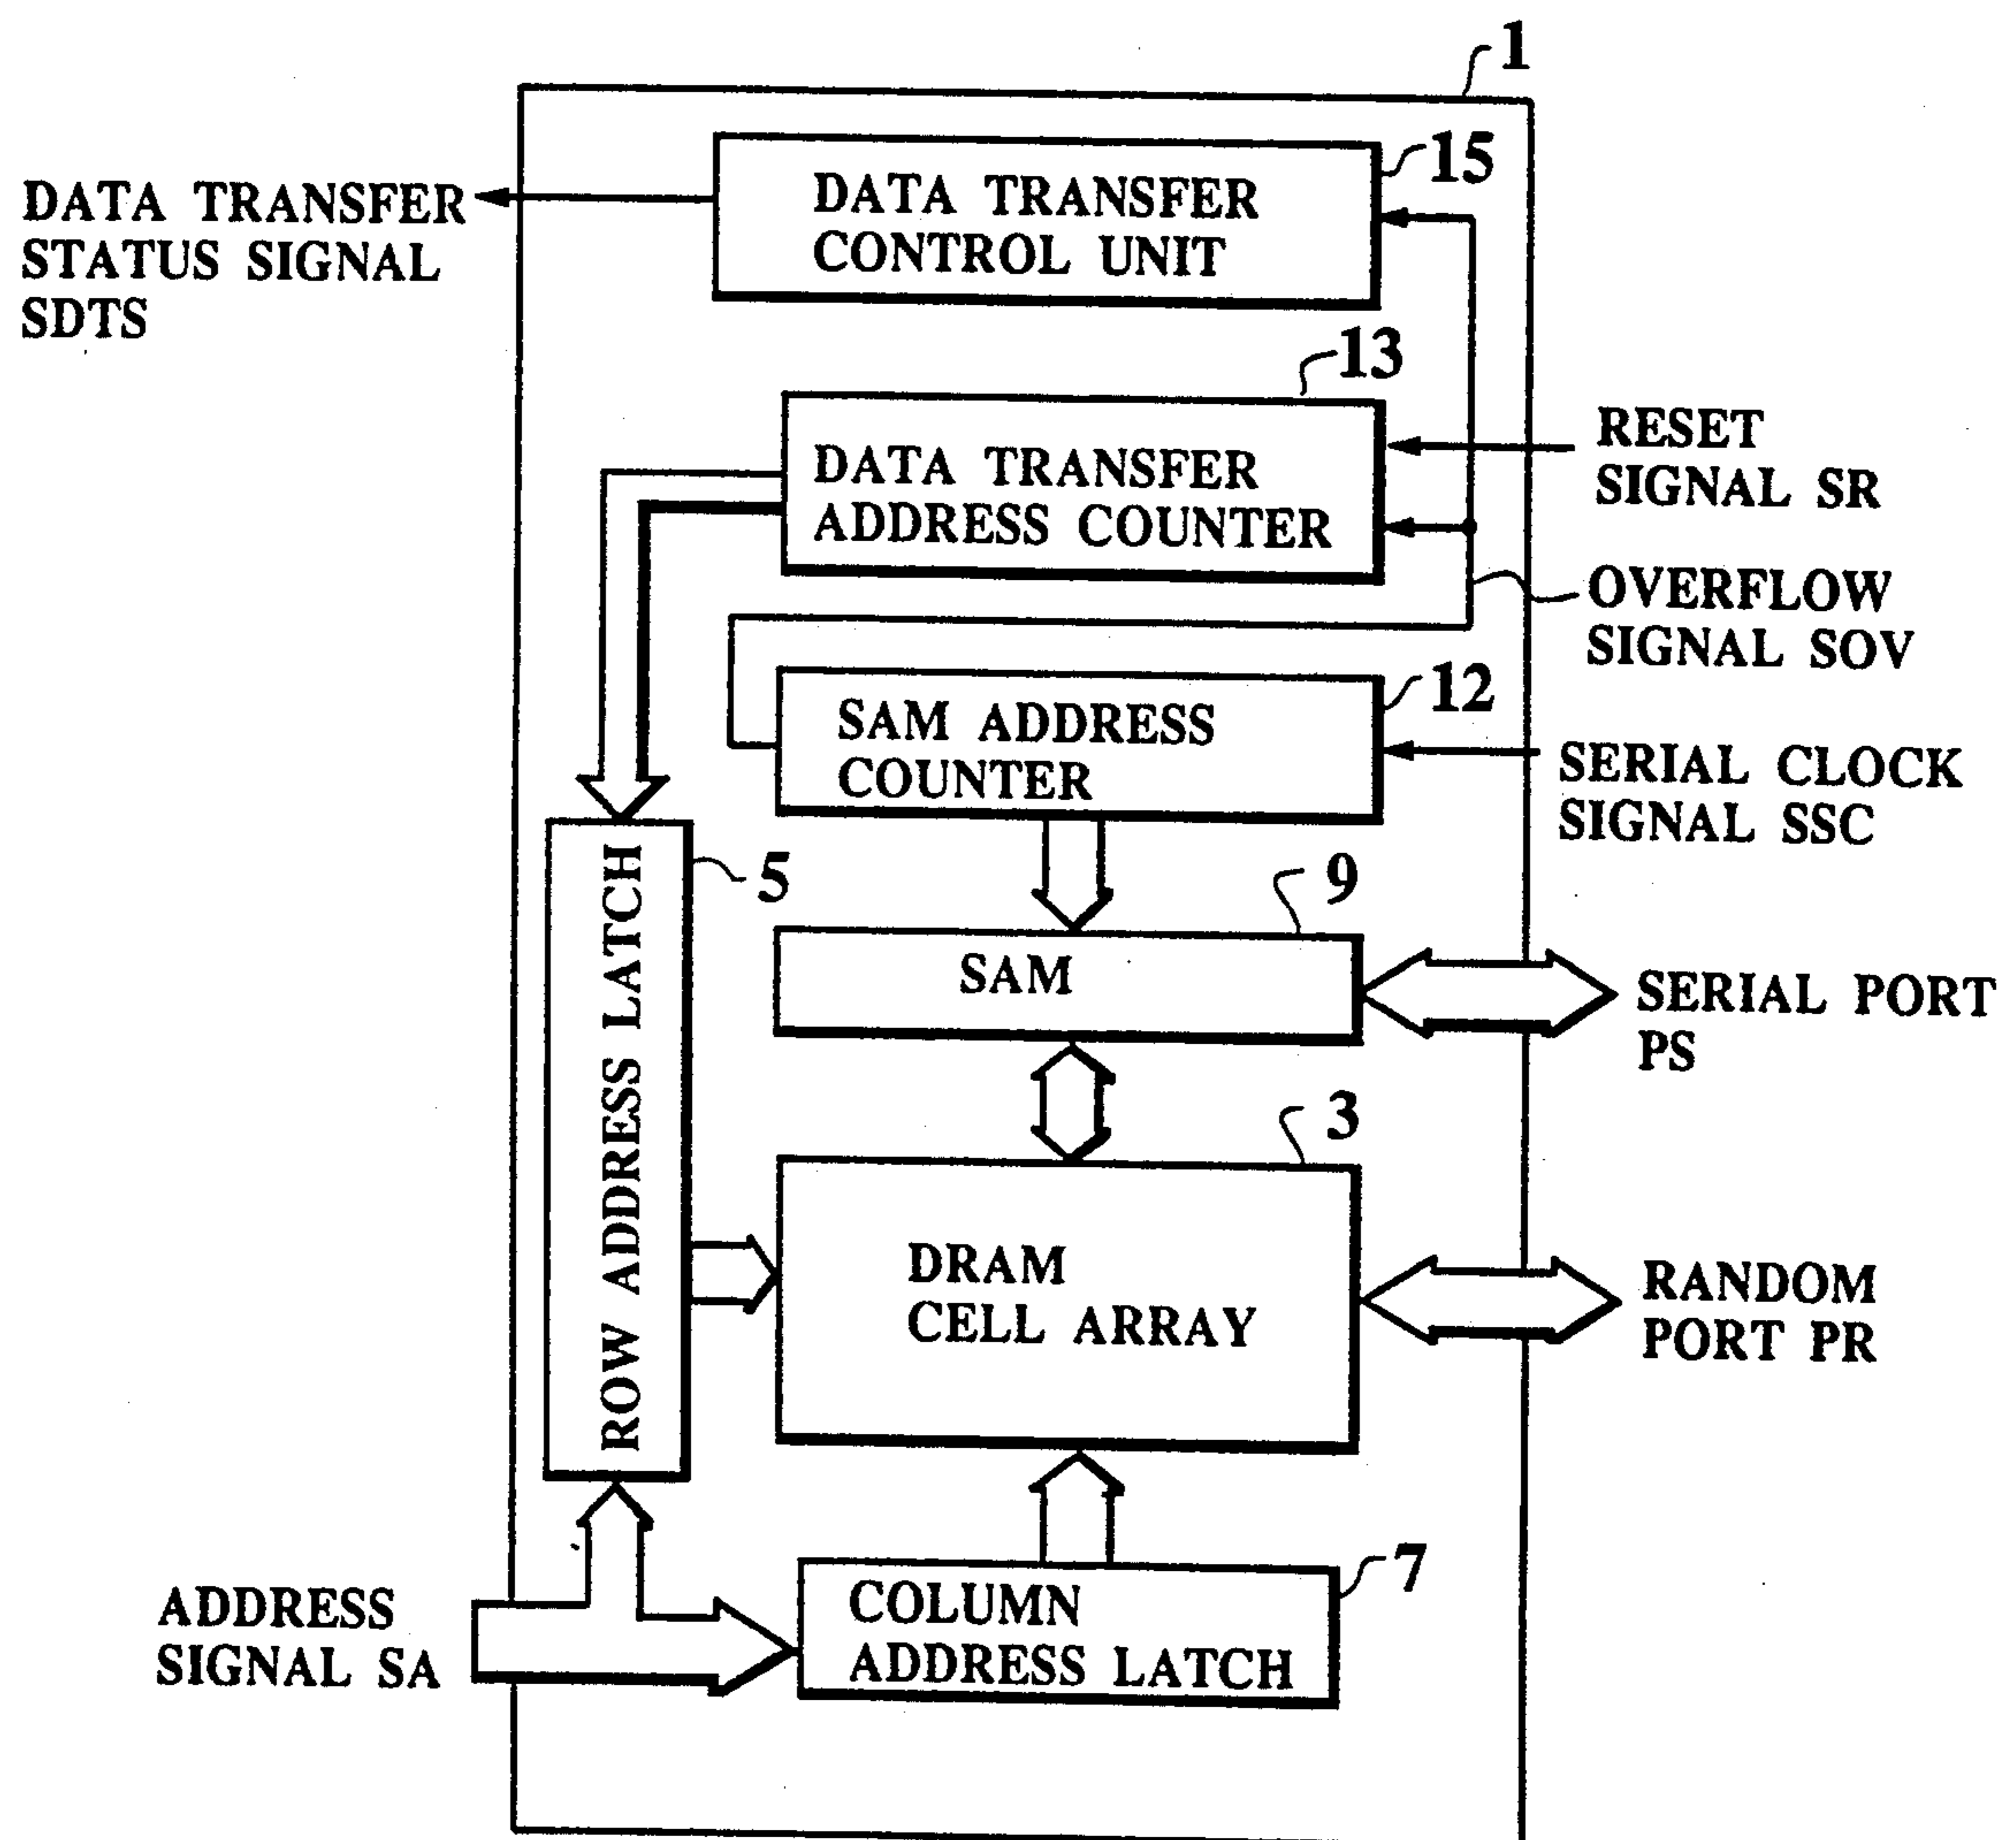 1
15
DATA TRANSFER
CONTROL UNIT
DATA TRANSFER
STATUS SIGNAL
SDTS
13
DATA TRANSFER
ADDRESS COUNTER
RESET
SIGNAL SR
OVERFLOW
SIGNAL SOV
12
SAM ADDRESS
COUNTER
SERIAL CLOCK
SIGNAL SSC
5
ROW ADDRESS LATCH
9
SAM
SERIAL PORT
PS
3
DRAM
CELL ARRAY
RANDOM
PORT PR
7
COLUMN
ADDRESS LATCH
ADDRESS
SIGNAL SA